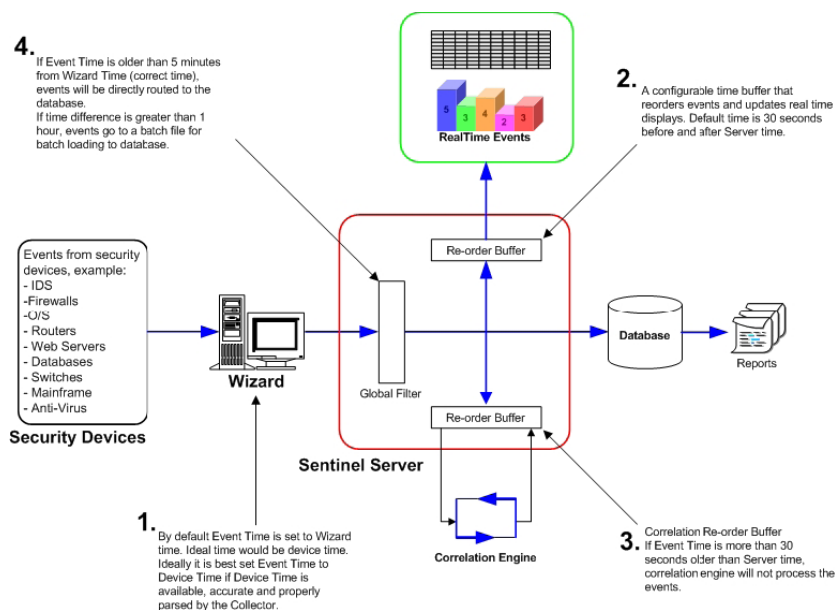 4.
If Event Time is older than 5 minutes
from Wizard Time (correct time),
events will be directly routed to the
database.
If time difference is greater than 1
hour, events go to a batch file for
batch loading to database.
5
3
4
2
3
RealTime Events
2.
A configurable time buffer that
reorders events and updates real time
displays. Default time is 30 seconds
before and after Server time.
Events from security
devices, example:
- IDS
-Firewalls
-O/S
- Routers
- Web Servers
- Databases
- Switches
- Mainframe
- Anti-Virus
Security Devices
Wizard
Global Filter
Re-order Buffer
Re-order Buffer
Sentinel Server
Database
Reports
Correlation Engine
1.
By default Event Time is set to Wizard
time. Ideal time would be device time.
Ideally it is best set Event Time to
Device Time if Device Time is
available, accurate and properly
parsed by the Collector.
3.
Correlation Re-order Buffer
If Event Time is more than 30
seconds older than Server time,
correlation engine will not process the
events.